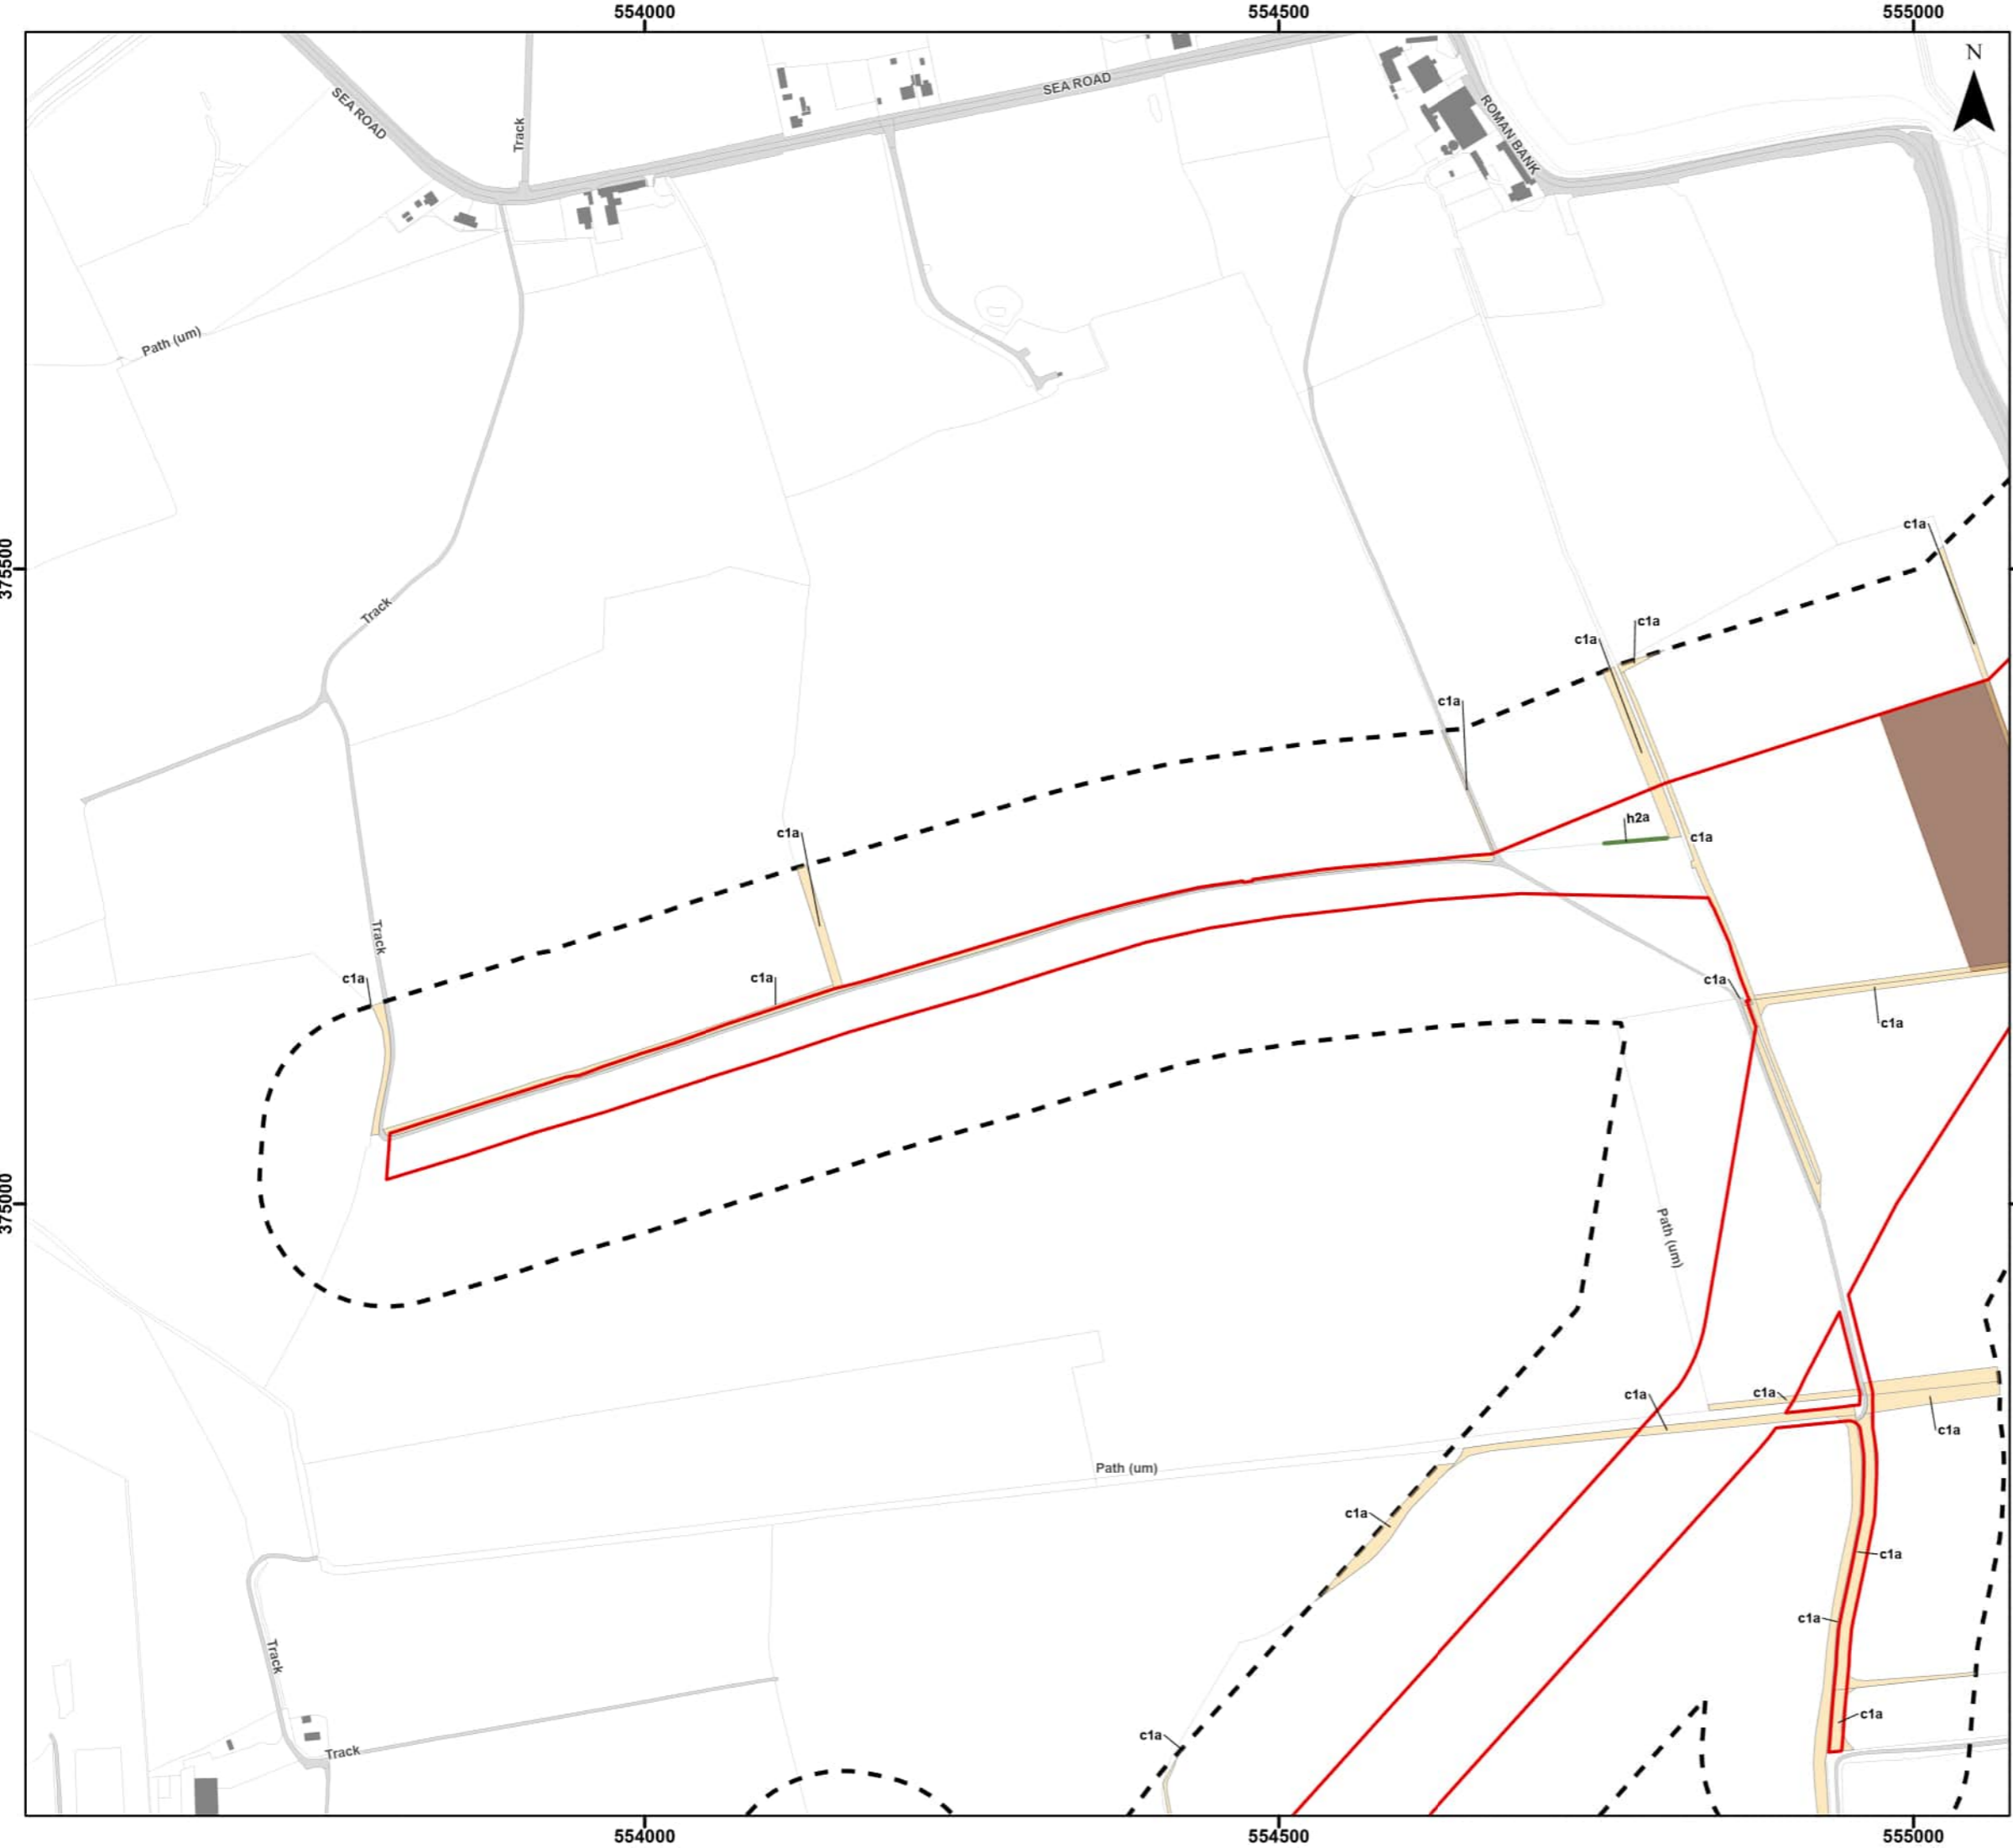 554000
554500
555000
N
SEA ROAD
SEA ROAD
Track
ROMAN BANK
Path (um)
c1a
375500
375500
Track
c1a
c1a
c1a
h2a
c1a
c1a
Track
c1a
c1a
c1a
c1a
375000
375000
Path (um)
c1a
c1a
c1a
Path (um)
c1a
c1a
c1a
Track
c1a
c1a
Track
554000
554500
555000